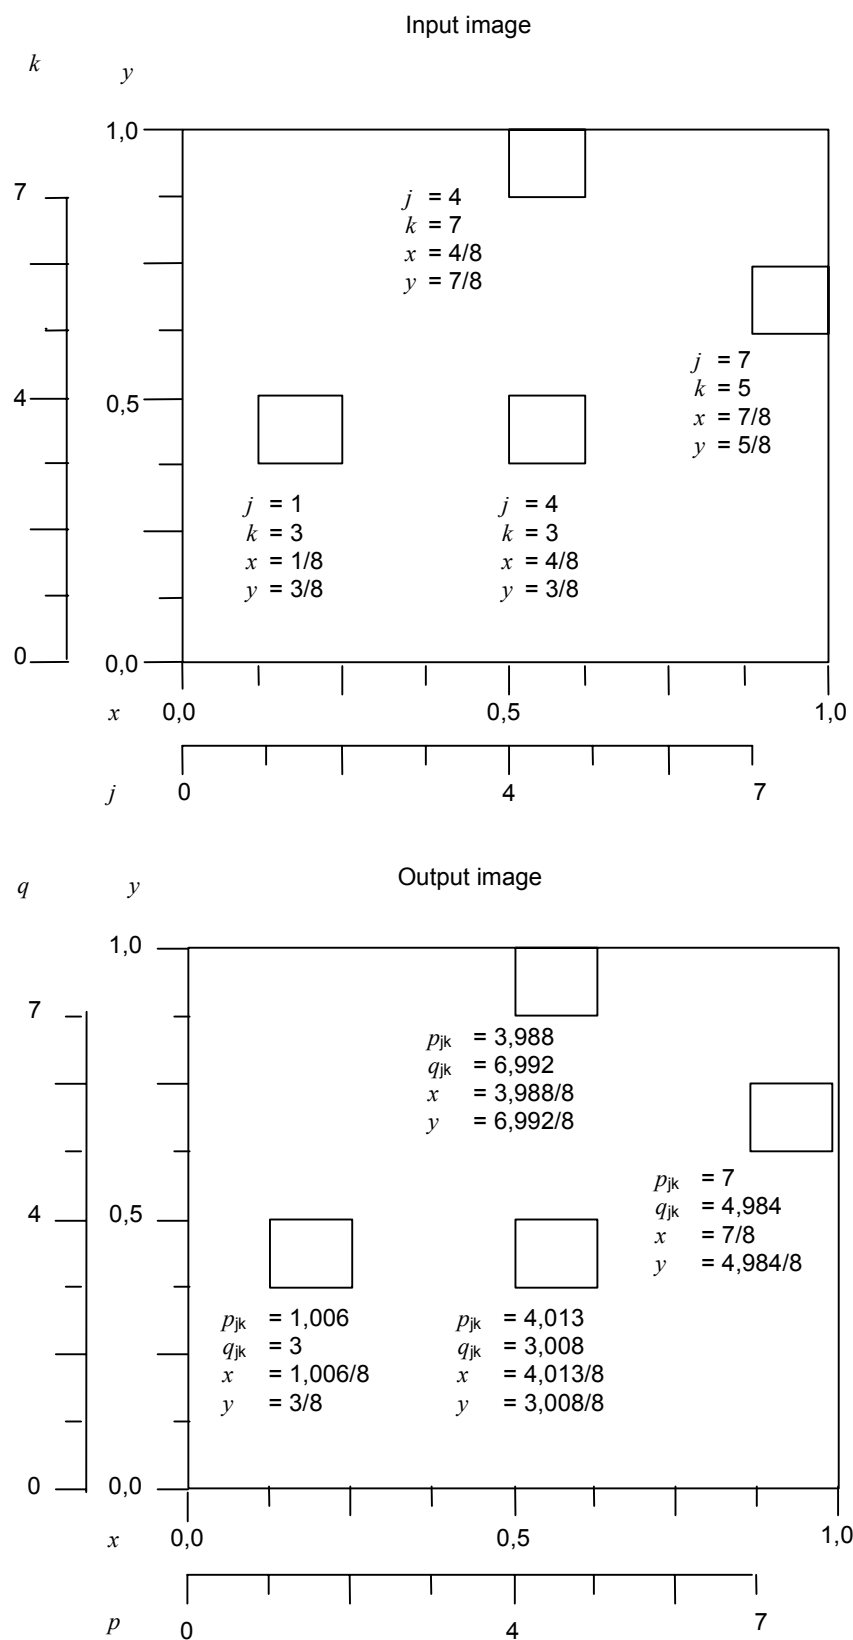 Input image
k
y
1,0
7
j = 4
k = 7
x = 4/8
y = 7/8
j = 7
k = 5
x = 7/8
y = 5/8
4
0,5
j = 1
k = 3
x = 1/8
y = 3/8
j = 4
k = 3
x = 4/8
y = 3/8
0
0,0
x 0,0 0,5 1,0
j 0 4 7
Output image
q
y
1,0
7
pjk = 3,988
qjk = 6,992
x = 3,988/8
y = 6,992/8
pjk = 7
qjk = 4,984
x = 7/8
y = 4,984/8
4
0,5
pjk = 1,006
qjk = 3
x = 1,006/8
y = 3/8
pjk = 4,013
qjk = 3,008
x = 4,013/8
y = 3,008/8
0
0,0
x 0,0 0,5 1,0
p 0 4 7